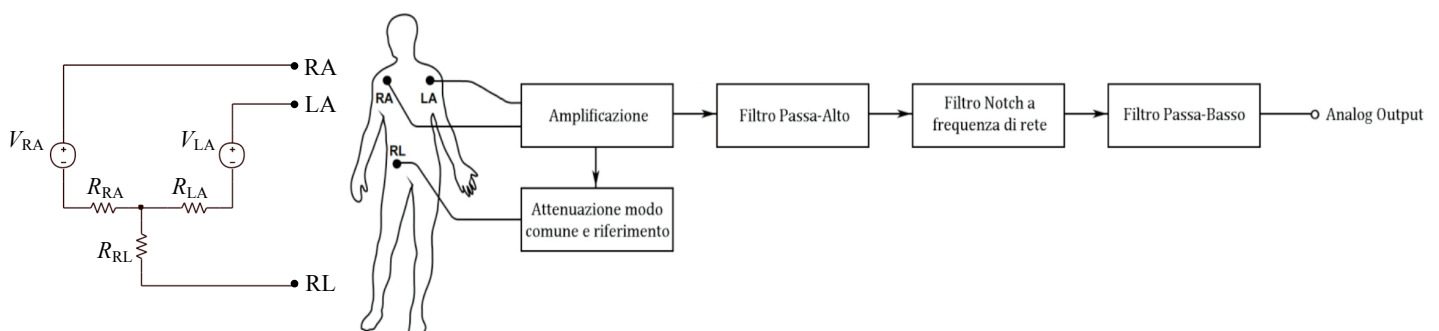 RA
LA
V_RA
V_LA
R_RA
R_LA
R_RL
RL
RA
LA
RL
Amplificazione
Attenuazione modo
comune e riferimento
Filtro Passa-Alto
Filtro Notch a
frequenza di rete
Filtro Passa-Basso
Analog Output
+
-
+
-